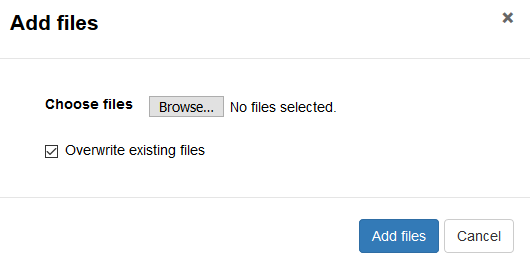 Add files
Choose files Browse... No files selected.
Overwrite existing files
Add files Cancel